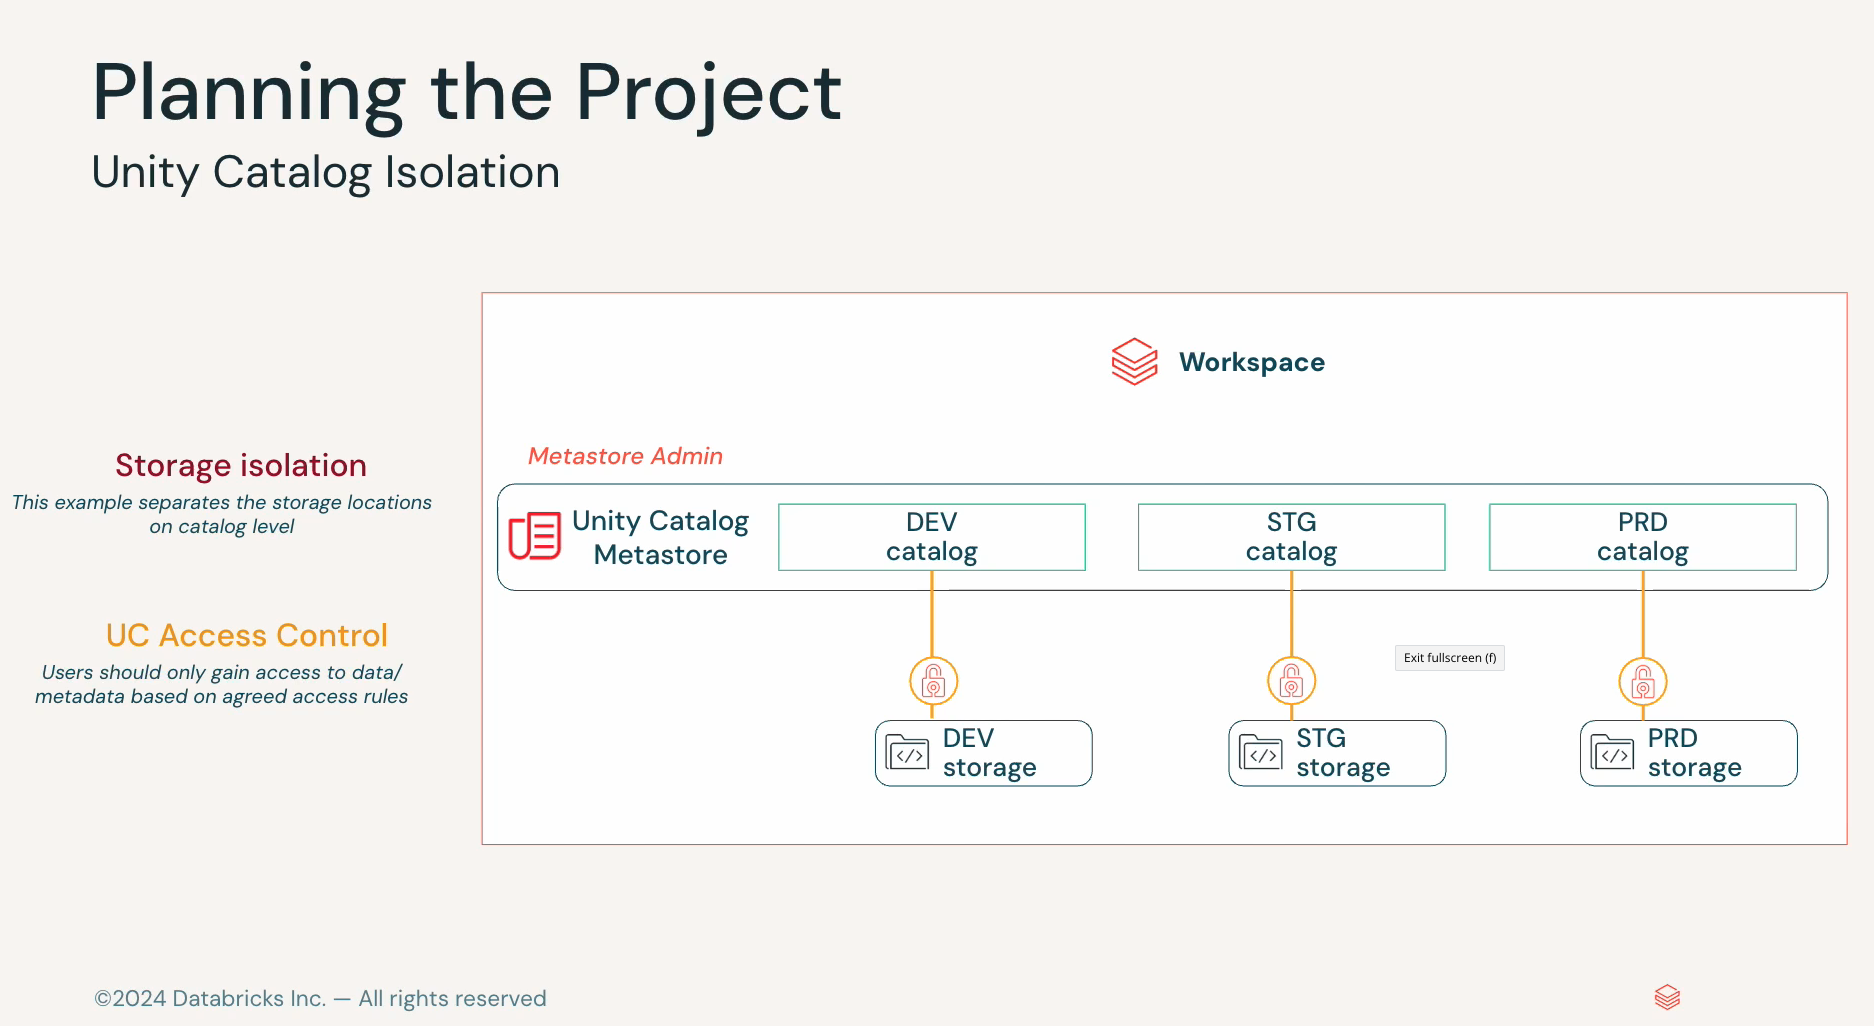 Planning the Project
Unity Catalog Isolation
Workspace
Storage isolation
This example separates the storage locations
on catalog level
UC Access Control
Users should only gain access to data/
metadata based on agreed access rules
Metastore Admin
Unity Catalog
Metastore
DEV
catalog
STG
catalog
PRD
catalog
Exit fullscreen (f)
DEV
storage
STG
storage
PRD
storage
©2024 Databricks Inc. — All rights reserved